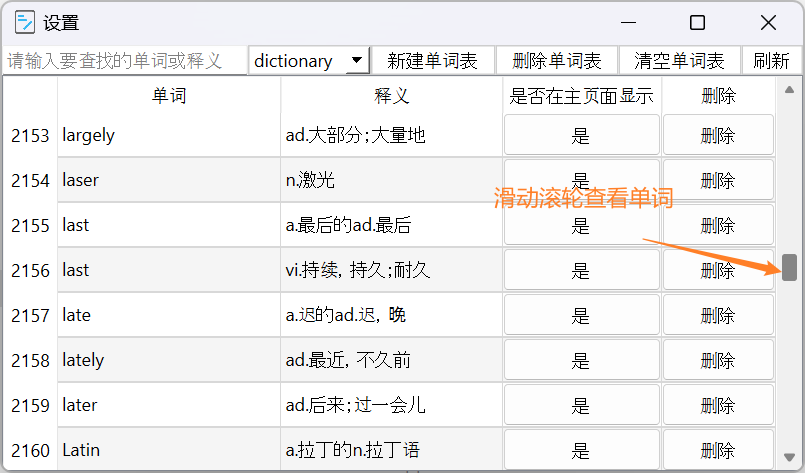 设置
请输入要查找的单词或释义 dictionary 新建单词表 删除单词表 清空单词表 刷新
单词 释义 是否在主页面显示 删除
2153 largely ad.大部分;大量地 是 删除
2154 laser n.激光 是 删除
滑动滚轮查看单词
2155 last a.最后的ad.最后 是 删除
2156 last vi.持续, 持久;耐久 是 删除
2157 late a.迟的ad.迟, 晚 是 删除
2158 lately ad.最近, 不久前 是 删除
2159 later ad.后来;过一会儿 是 删除
2160 Latin a.拉丁的n.拉丁语 是 删除